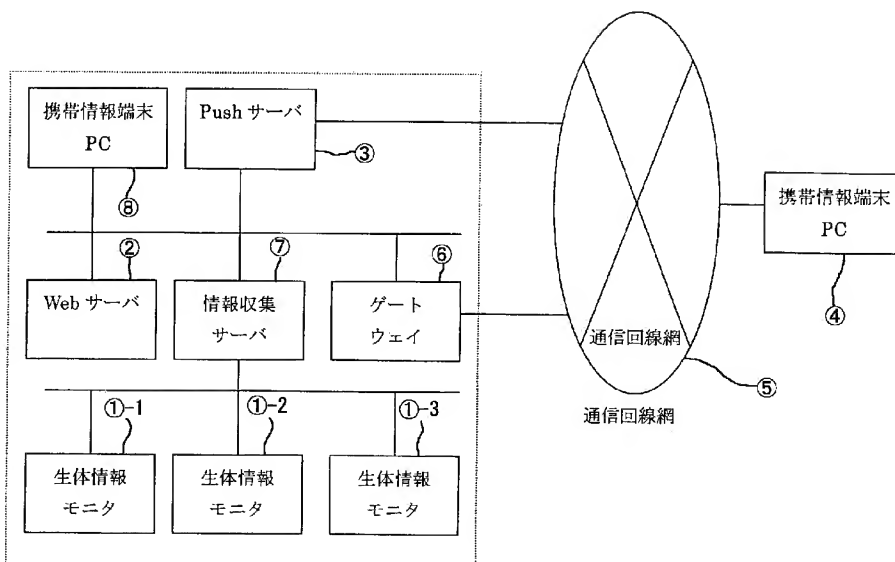 携帯情報端末
PC
⑧
Push サーバ
③
携帯情報端末
PC
④
②
Web サーバ
⑦
情報収集
サーバ
⑥
ゲート
ウェイ
通信回線網
⑤
通信回線網
①-1
生体情報
モニタ
①-2
生体情報
モニタ
①-3
生体情報
モニタ